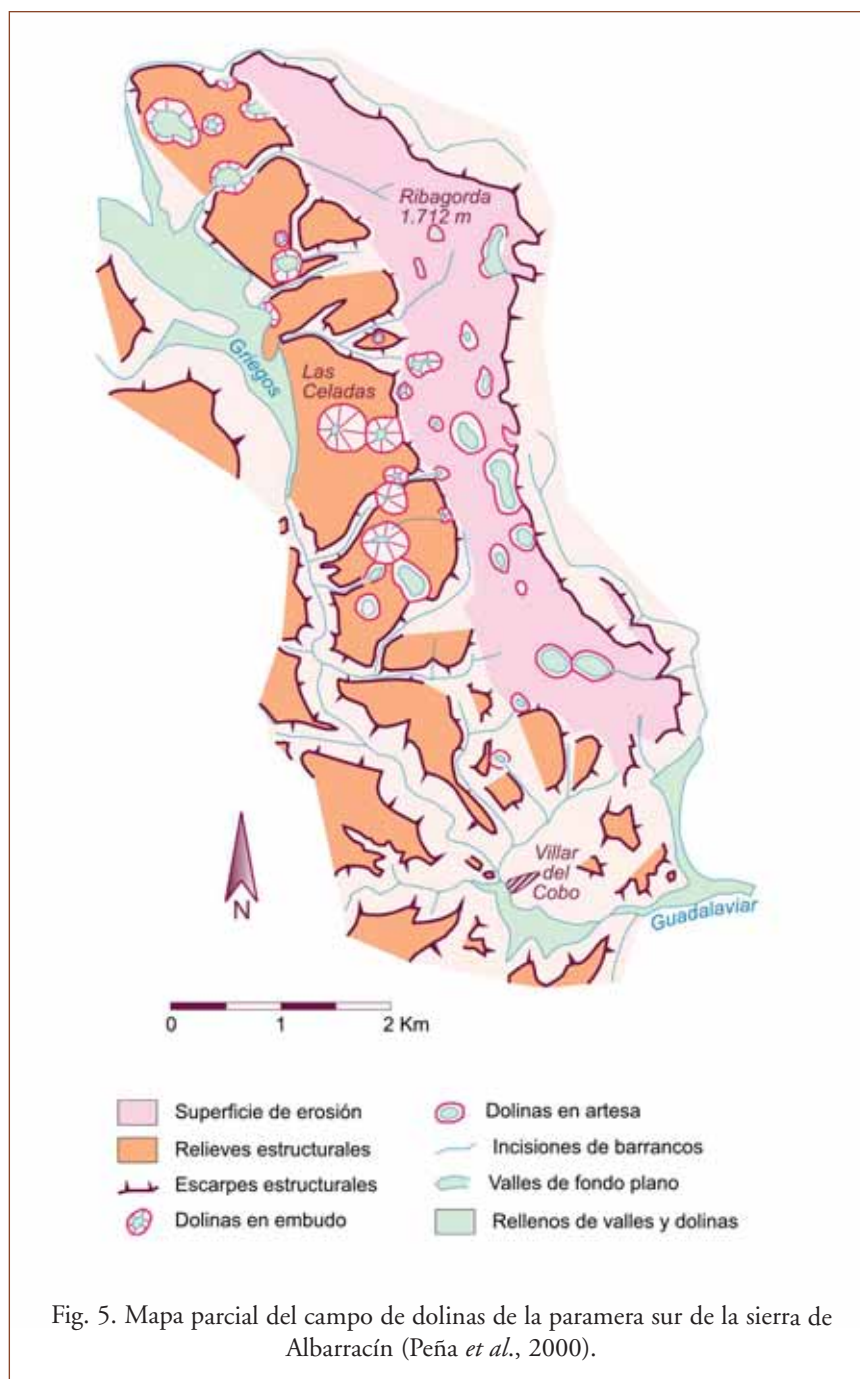 Ribagorda
1.712 m
Griegos
Las
Celadas
Villar
del
Cobo
Guadalaviar
N
0 1 2 Km
Superficie de erosión
Relieves estructurales
Escarpes estructurales
Dolinas en embudo
Dolinas en artesa
Incisiones de barrancos
Valles de fondo plano
Rellenos de valles y dolinas
Fig. 5. Mapa parcial del campo de dolinas de la paramera sur de la sierra de
Albarracín (Peña et al., 2000).